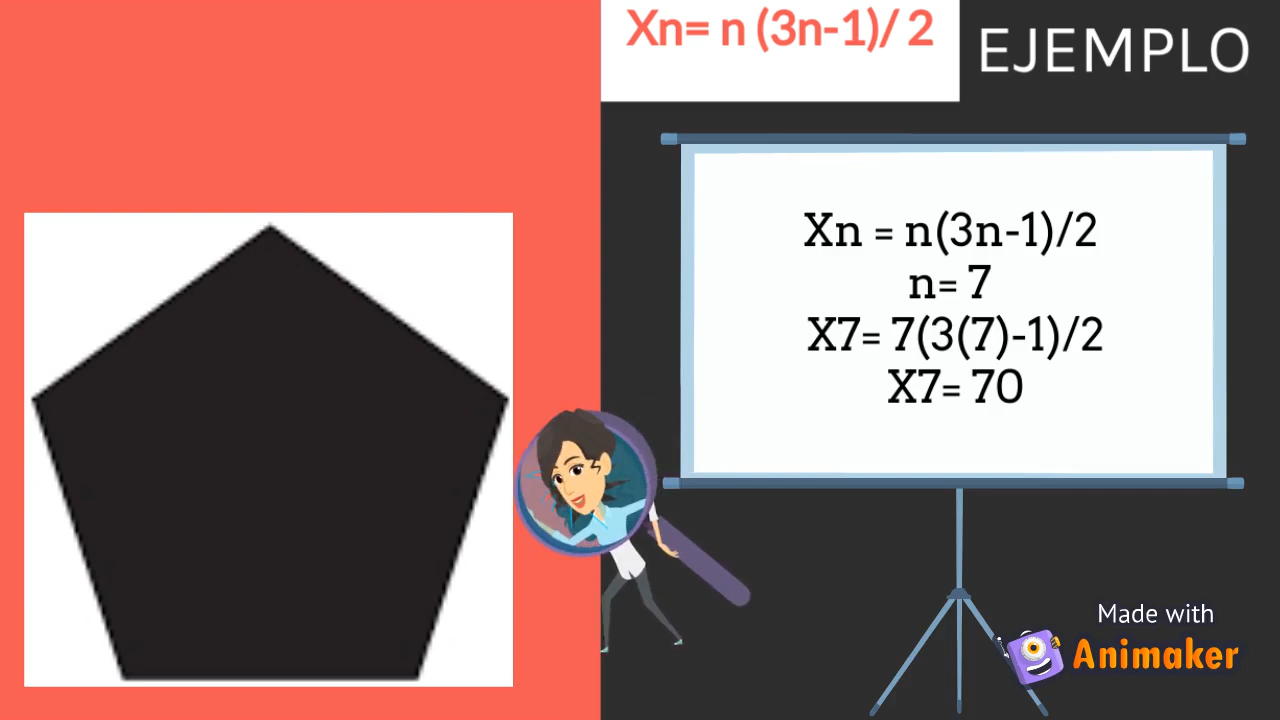 Xn= n (3n-1)/ 2
EJEMPLO
Xn = n(3n-1)/2
n= 7
X7= 7(3(7)-1)/2
X7= 70
Made with
Animaker